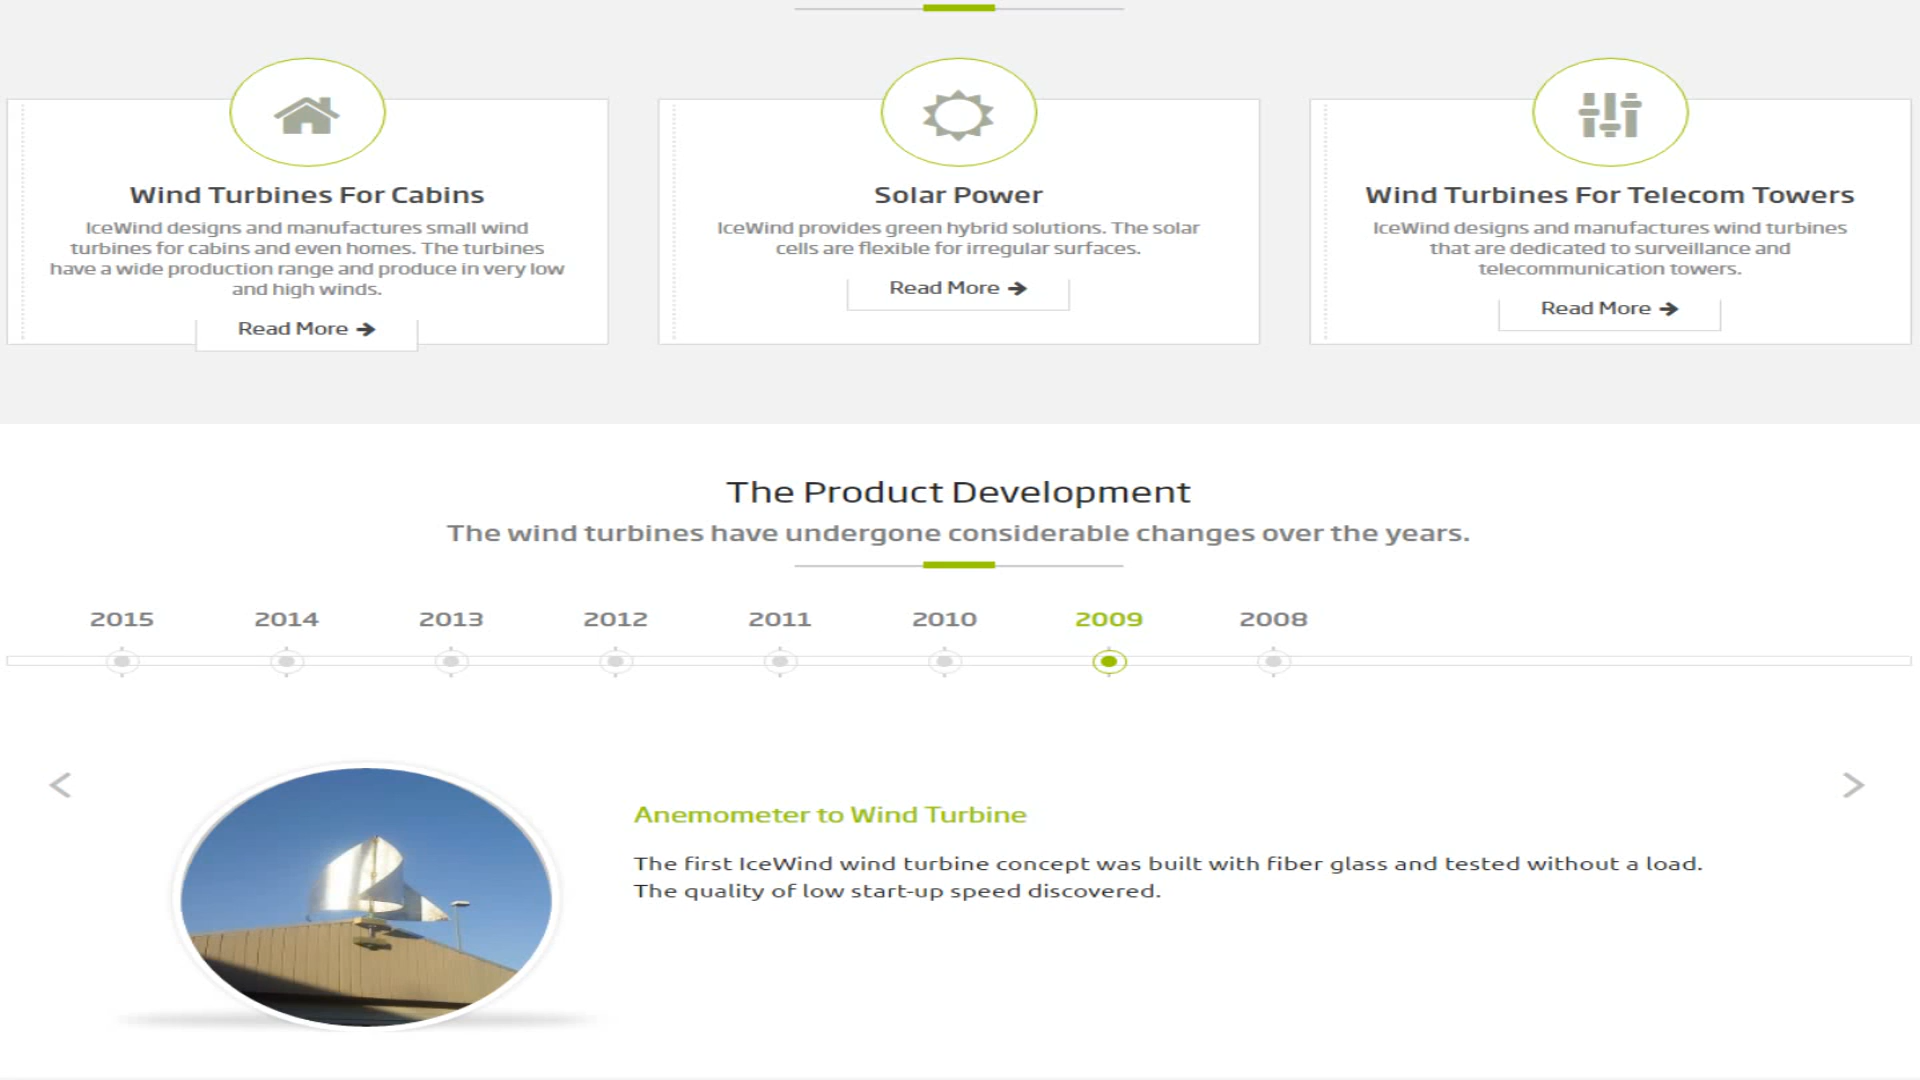 Wind Turbines For Cabins
IceWind designs and manufactures small wind
turbines for cabins and even homes. The turbines
have a wide production range and produce in very low
and high winds.
Read More
Solar Power
IceWind provides green hybrid solutions. The solar
cells are flexible for irregular surfaces.
Read More
Wind Turbines For Telecom Towers
IceWind designs and manufactures wind turbines
that are dedicated to surveillance and
telecommunication towers.
Read More
The Product Development
The wind turbines have undergone considerable changes over the years.
2015 2014 2013 2012 2011 2010 2009 2008
Anemometer to Wind Turbine
The first IceWind wind turbine concept was built with fiber glass and tested without a load.
The quality of low start-up speed discovered.